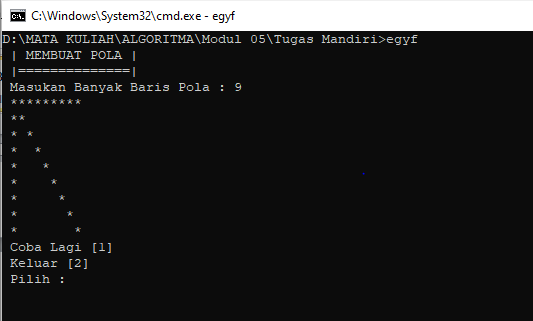 C:\Windows\System32\cmd.exe - egyf
D:\MATA KULIAH\ALGORITMA\Modul 05\Tugas Mandiri>egyf
| MEMBUAT POLA |
|==============|
Masukan Banyak Baris Pola : 9
*********
**
* *
*  *
*   *
*    *
*     *
*      *
*       *
Coba Lagi [1]
Keluar [2]
Pilih :